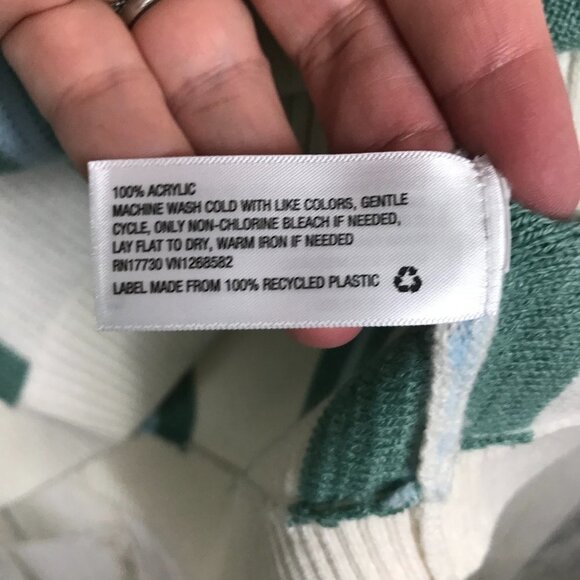 100% ACRYLIC
MACHINE WASH COLD WITH LIKE COLORS, GENTLE
CYCLE, ONLY NON-CHLORINE BLEACH IF NEEDED,
LAY FLAT TO DRY, WARM IRON IF NEEDED
RN17730 VN1268582
LABEL MADE FROM 100% RECYCLED PLASTIC